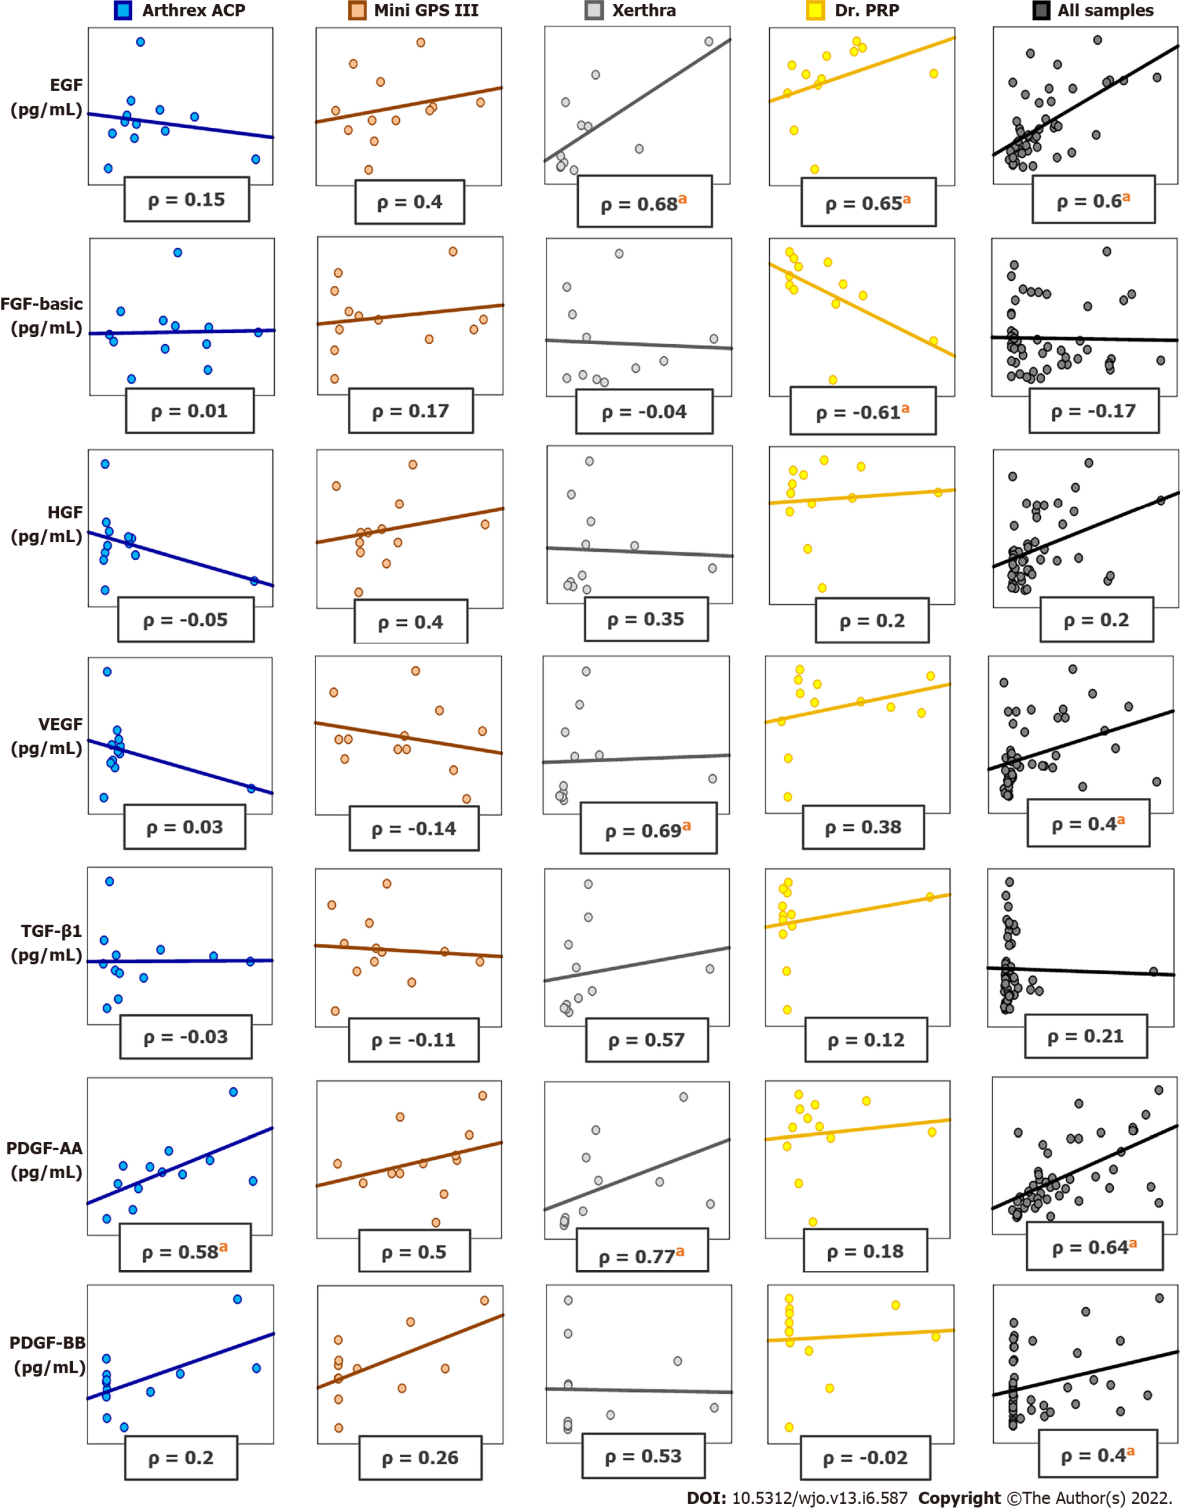 Arthrex ACP Mini GPS III Xerthra Dr. PRP All samples
EGF
(pg/mL)
ρ = 0.15 ρ = 0.4 ρ = 0.68a ρ = 0.65a ρ = 0.6a
FGF-basic
(pg/mL)
ρ = 0.01 ρ = 0.17 ρ = -0.04 ρ = -0.61a ρ = -0.17
HGF
(pg/mL)
ρ = -0.05 ρ = 0.4 ρ = 0.35 ρ = 0.2 ρ = 0.2
VEGF
(pg/mL)
ρ = 0.03 ρ = -0.14 ρ = 0.69a ρ = 0.38 ρ = 0.4a
TGF-β1
(pg/mL)
ρ = -0.03 ρ = -0.11 ρ = 0.57 ρ = 0.12 ρ = 0.21
PDGF-AA
(pg/mL)
ρ = 0.58a ρ = 0.5 ρ = 0.77a ρ = 0.18 ρ = 0.64a
PDGF-BB
(pg/mL)
ρ = 0.2 ρ = 0.26 ρ = 0.53 ρ = -0.02 ρ = 0.4a
DOI: 10.5312/wjo.v13.i6.587 Copyright ©The Author(s) 2022.